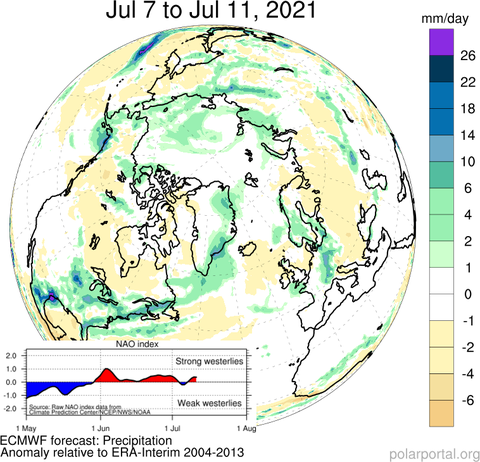 Jul 7 to Jul 11, 2021
mm/day
26
22
18
14
10
6
4
2
1
0
-1
-2
-4
-6
NAO index
2.0
1.0
0.0
-1.0
-2.0
Strong westerlies
Weak westerlies
Source: Raw NAO index data from
Climate Prediction Center/NCEP/NWS/NOAA
1 May
1 Jun
1 Jul
1 Aug
ECMWF forecast: Precipitation
Anomaly relative to ERA-Interim 2004-2013
polarportal.org